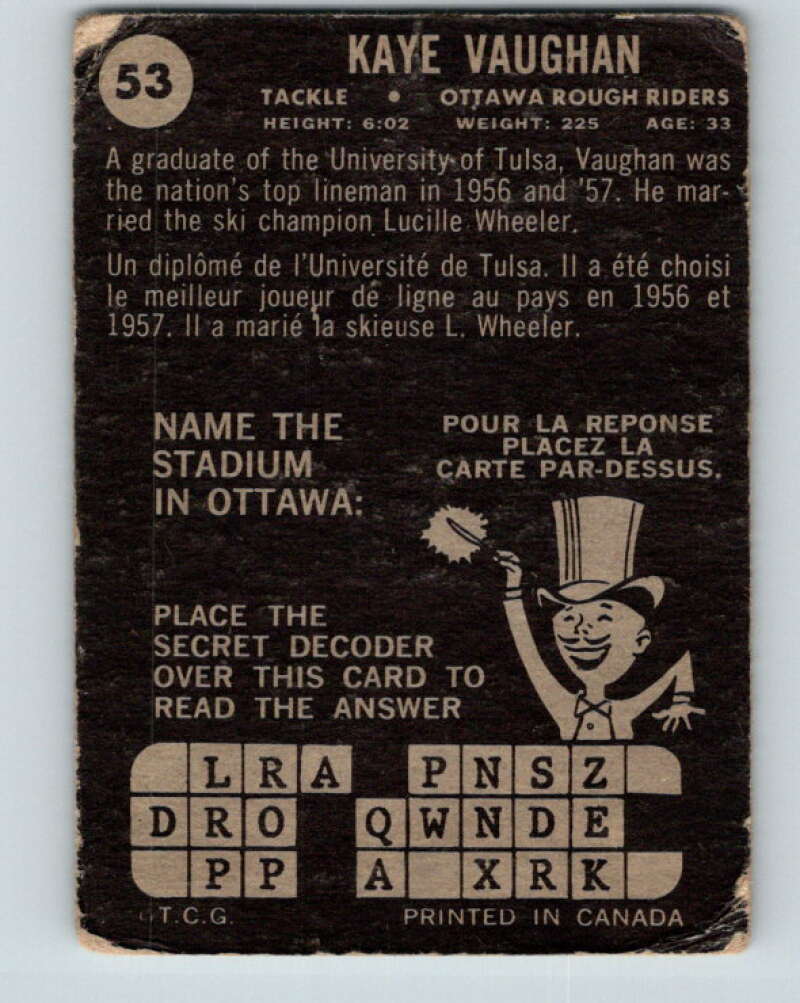 53
KAYE VAUGHAN
TACKLE • OTTAWA ROUGH RIDERS
HEIGHT: 6:02 WEIGHT: 225 AGE: 33
A graduate of the University of Tulsa, Vaughan was
the nation's top lineman in 1956 and '57. He mar-
ried the ski champion Lucille Wheeler.
Un diplômé de l'Université de Tulsa. Il a été choisi
le meilleur joueur de ligne au pays en 1956 et
1957. Il a marié la skieuse L. Wheeler.
NAME THE
STADIUM
IN OTTAWA:
POUR LA REPONSE
PLACEZ LA
CARTE PAR-DESSUS.
PLACE THE
SECRET DECODER
OVER THIS CARD TO
READ THE ANSWER
L R A P N S Z
D R O Q W N D E
P P A X R K
©T.C.G. PRINTED IN CANADA